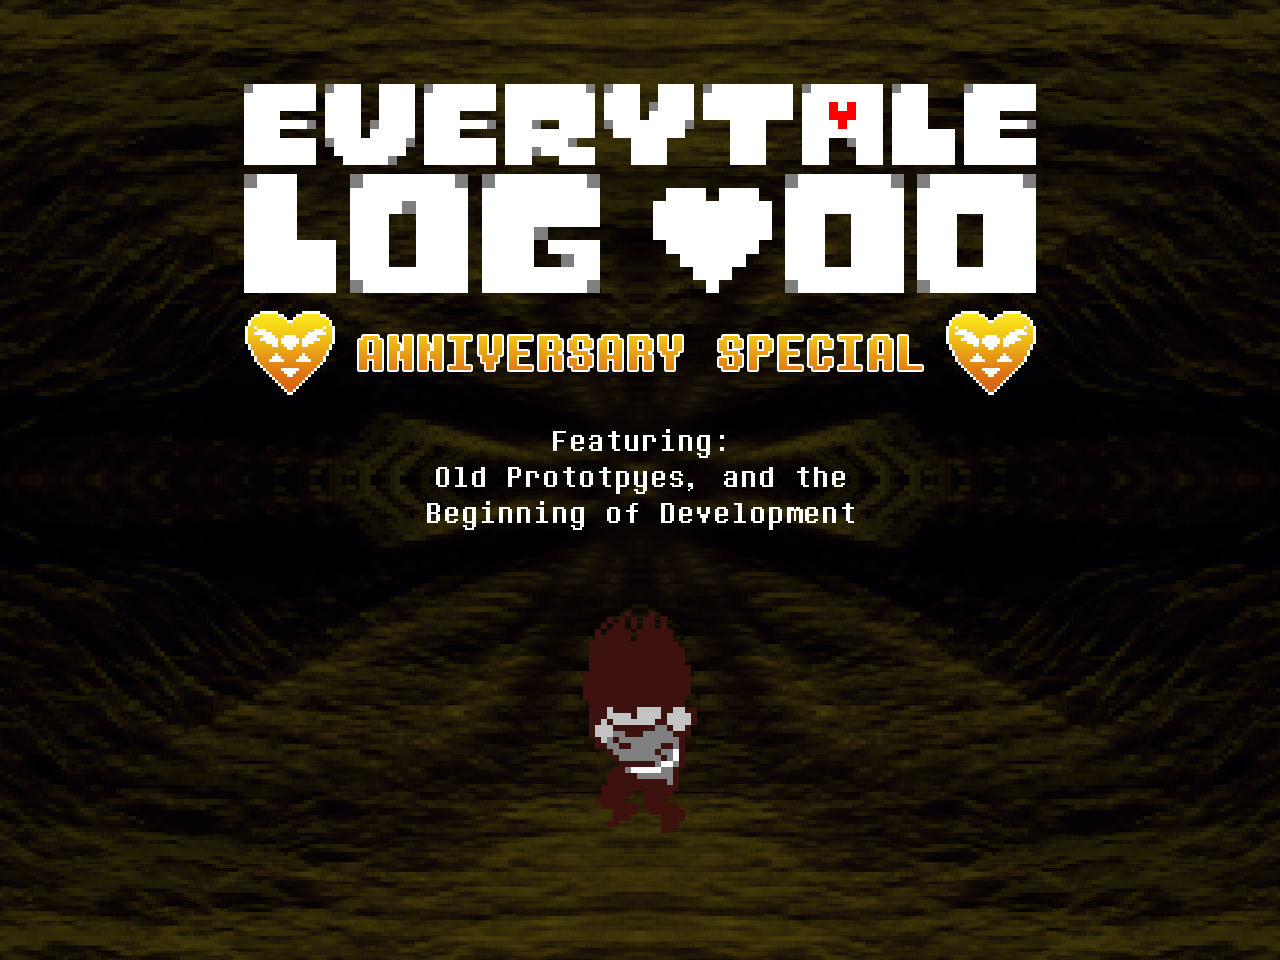 EVERYTALE
LOG ♥00
ANNIVERSARY SPECIAL
Featuring:
Old Prototpyes, and the
Beginning of Development